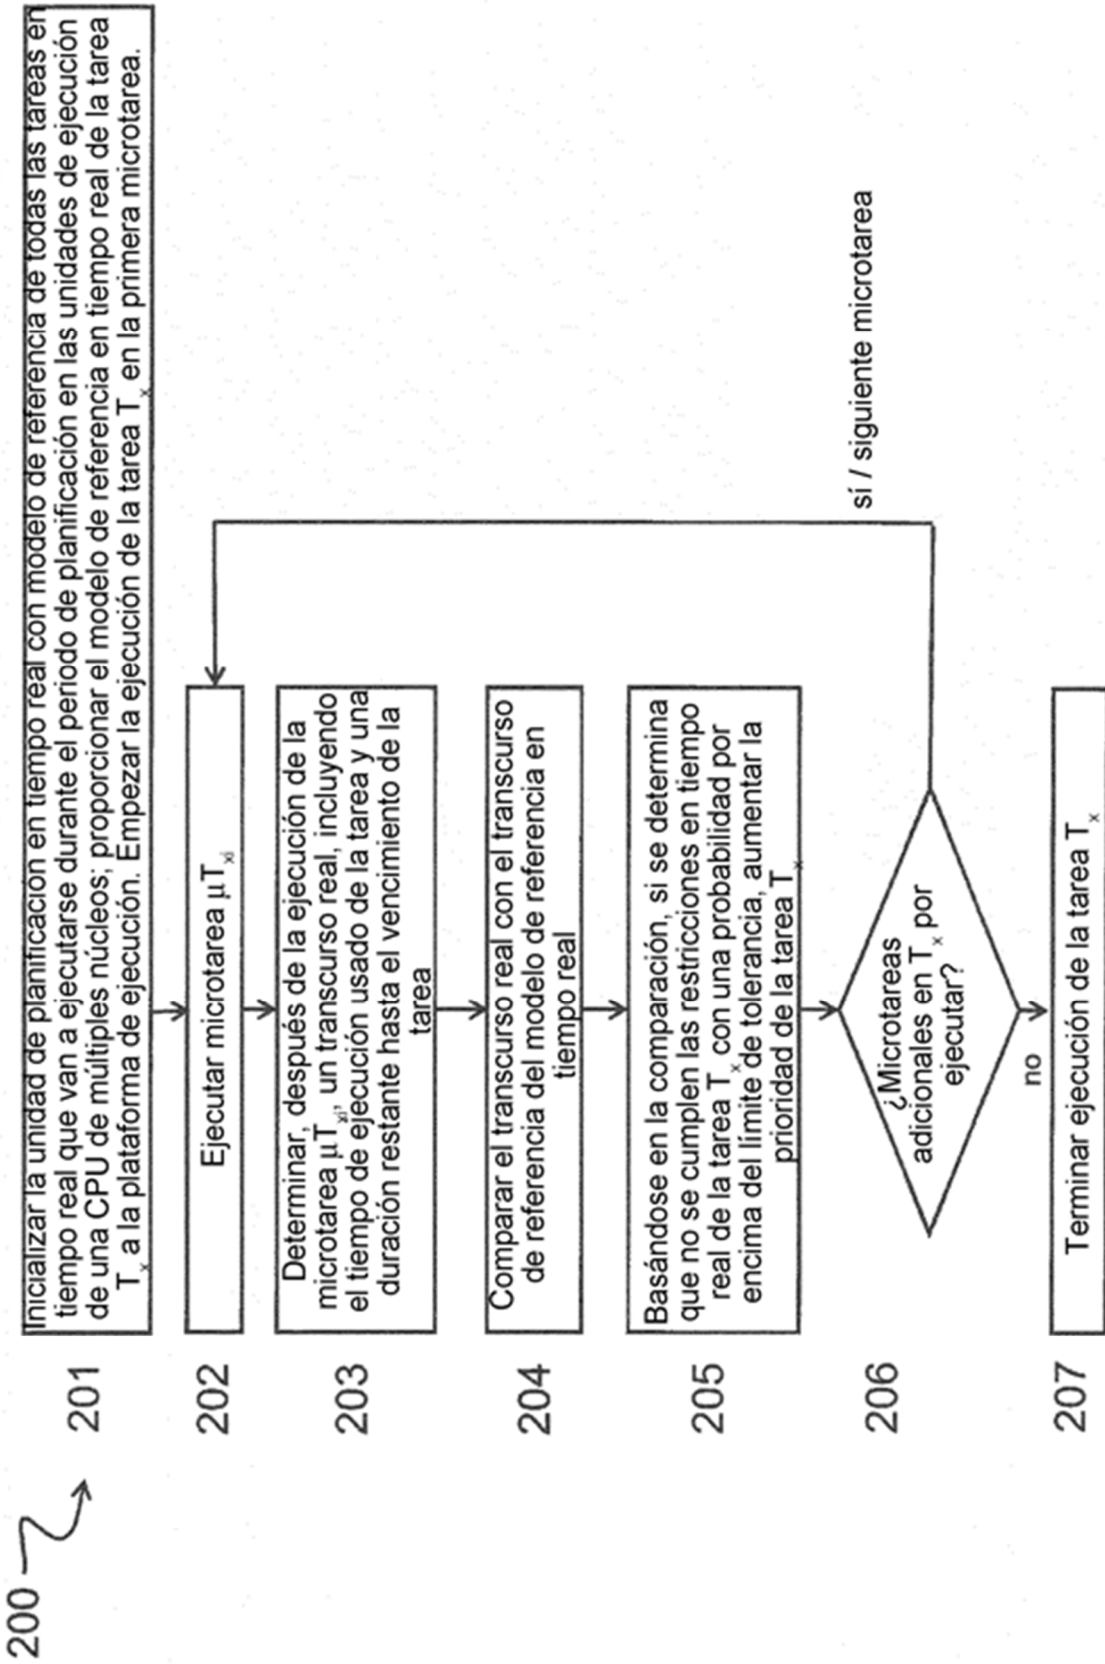 200
201
Inicializar la unidad de planificación en tiempo real con modelo de referencia de todas las tareas en
tiempo real que van a ejecutarse durante el periodo de planificación en las unidades de ejecución
de una CPU de múltiples núcleos; proporcionar el modelo de referencia en tiempo real de la tarea
Tx a la plataforma de ejecución. Empezar la ejecución de la tarea Tx en la primera microtarea.
202
Ejecutar microtarea µTxi
203
Determinar, después de la ejecución de la
microtarea µTxi, un transcurso real, incluyendo
el tiempo de ejecución usado de la tarea y una
duración restante hasta el vencimiento de la
tarea
204
Comparar el transcurso real con el transcurso
de referencia del modelo de referencia en
tiempo real
205
Basándose en la comparación, si se determina
que no se cumplen las restricciones en tiempo
real de la tarea Tx con una probabilidad por
encima del límite de tolerancia, aumentar la
prioridad de la tarea Tx
206
¿Microtareas
adicionales en Tx por
ejecutar?
sí / siguiente microtarea
no
207
Terminar ejecución de la tarea Tx